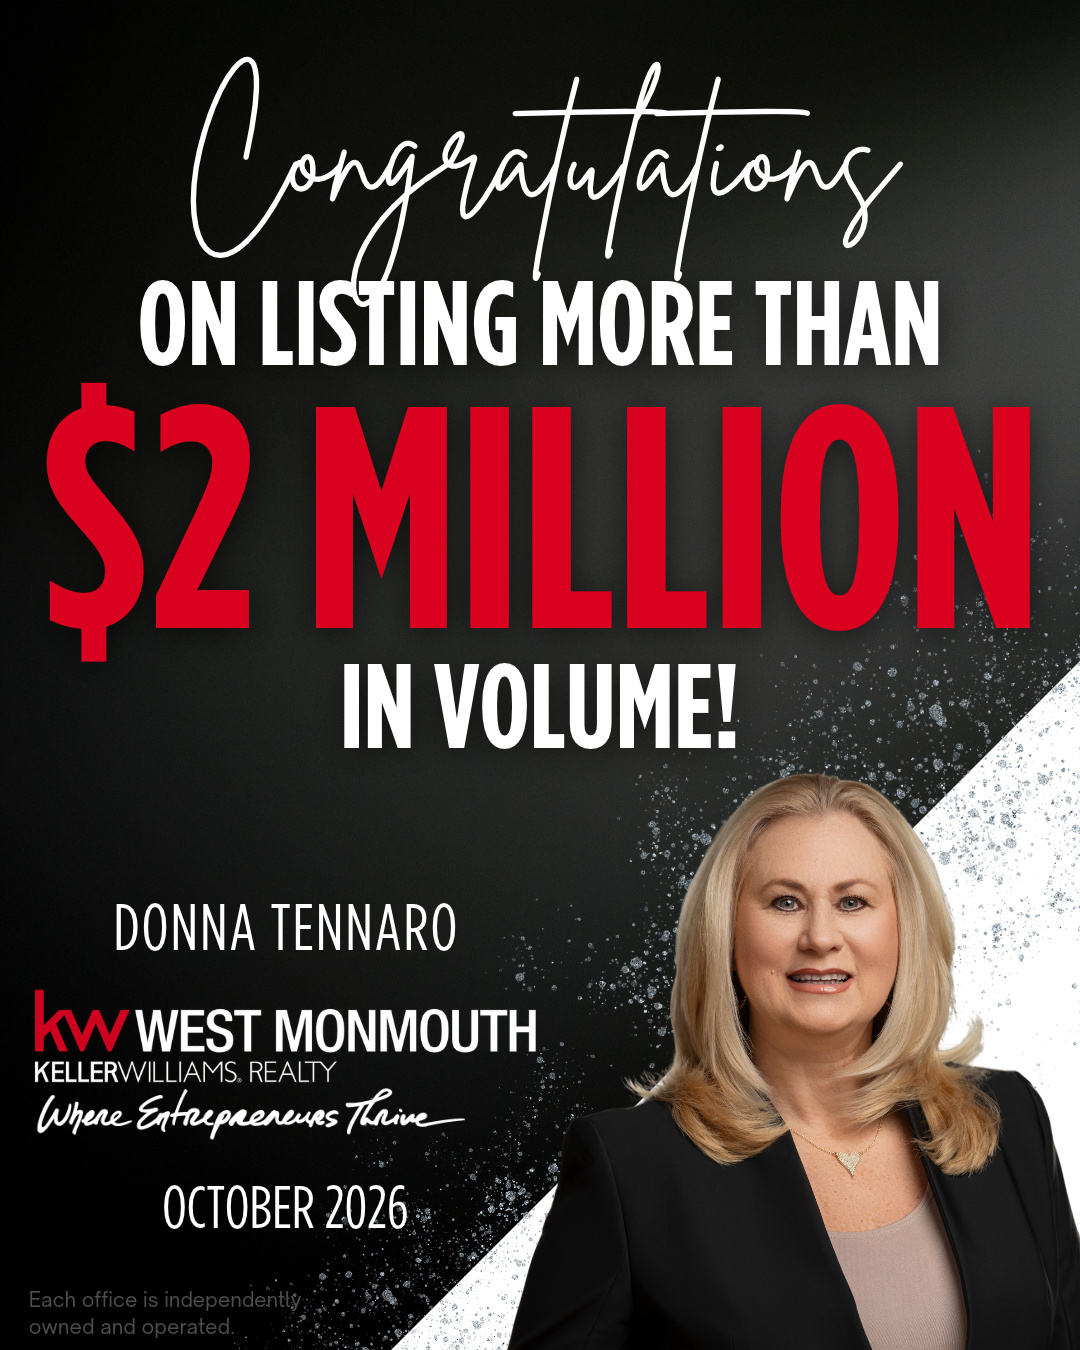 Congratulations
ON LISTING MORE THAN
$2 MILLION
IN VOLUME!
DONNA TENNARO
kw WEST MONMOUTH
KELLERWILLIAMS. REALTY
Where Entrepreneurs Thrive
OCTOBER 2026
Each office is independently
owned and operated.